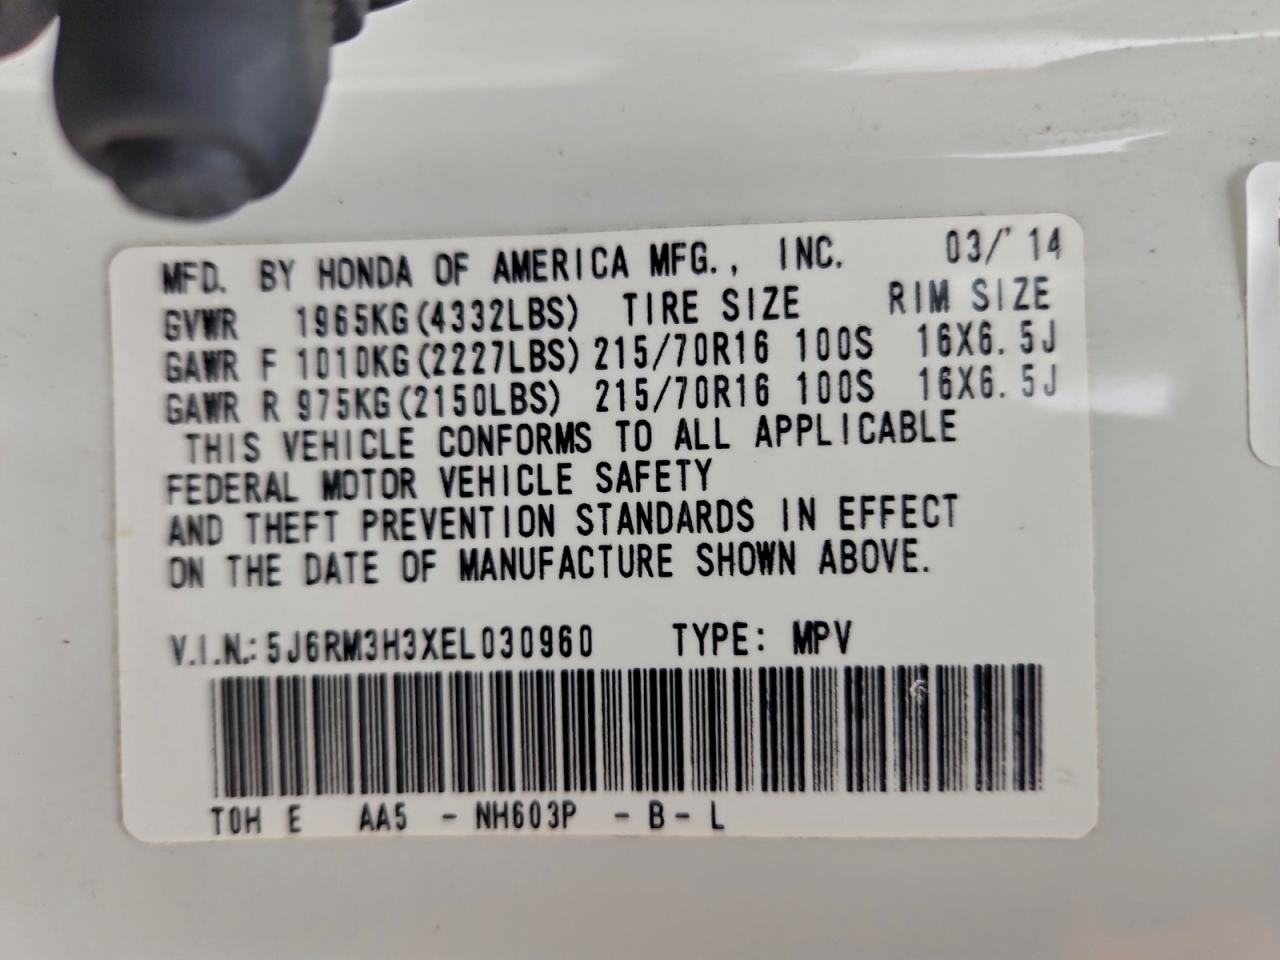 MFD. BY HONDA OF AMERICA MFG., INC. 03/'14
GVWR 1965KG(4332LBS) TIRE SIZE RIM SIZE
GAWR F 1010KG(2227LBS) 215/70R16 100S 16X6.5J
GAWR R 975KG(2150LBS) 215/70R16 100S 16X6.5J
THIS VEHICLE CONFORMS TO ALL APPLICABLE
FEDERAL MOTOR VEHICLE SAFETY
AND THEFT PREVENTION STANDARDS IN EFFECT
ON THE DATE OF MANUFACTURE SHOWN ABOVE.
V.I.N.: 5J6RM3H3XEL030960 TYPE: MPV
TOH E AA5 - NH603P - B - L